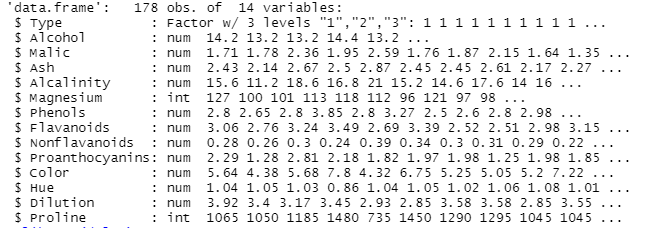 'data.frame':   178 obs. of  14 variables:
 $ Type           : Factor w/ 3 levels "1","2","3": 1 1 1 1 1 1 1 1 1 1 ...
 $ Alcohol        : num  14.2 13.2 13.2 14.4 13.2 ...
 $ Malic          : num  1.71 1.78 2.36 1.95 2.59 1.76 1.87 2.15 1.64 1.35 ...
 $ Ash            : num  2.43 2.14 2.67 2.5 2.87 2.45 2.45 2.61 2.17 2.27 ...
 $ Alcalinity     : num  15.6 11.2 18.6 16.8 21 15.2 14.6 17.6 14 16 ...
 $ Magnesium      : int  127 100 101 113 118 112 96 121 97 98 ...
 $ Phenols        : num  2.8 2.65 2.8 3.85 2.8 3.27 2.5 2.6 2.8 2.98 ...
 $ Flavanoids     : num  3.06 2.76 3.24 3.49 2.69 3.39 2.52 2.51 2.98 3.15 ...
 $ Nonflavanoids  : num  0.28 0.26 0.3 0.24 0.39 0.34 0.3 0.31 0.29 0.22 ...
 $ Proanthocyanins: num  2.29 1.28 2.81 2.18 1.82 1.97 1.98 1.25 1.98 1.85 ...
 $ Color          : num  5.64 4.38 5.68 7.8 4.32 6.75 5.25 5.05 5.2 7.22 ...
 $ Hue            : num  1.04 1.05 1.03 0.86 1.04 1.05 1.02 1.06 1.08 1.01 ...
 $ Dilution       : num  3.92 3.4 3.17 3.45 2.93 2.85 3.58 3.58 2.85 3.55 ...
 $ Proline        : int  1065 1050 1185 1480 735 1450 1290 1295 1045 1045 ...